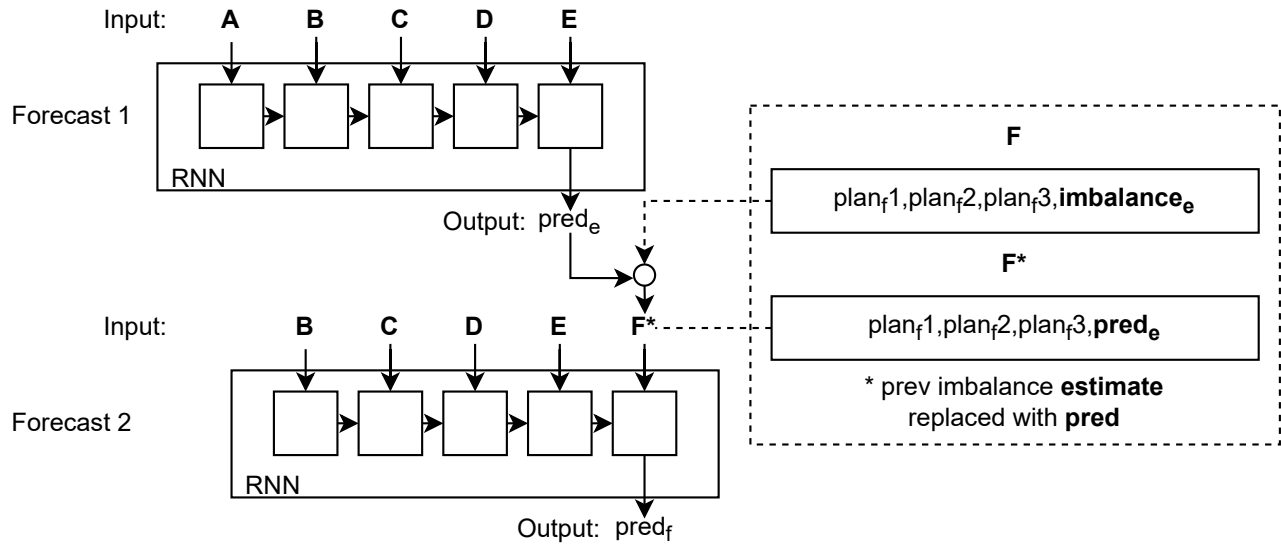 Input: A B C D E
Forecast 1
RNN
Output: pred_e
F
plan_f1,plan_f2,plan_f3,imbalance_e
F*
plan_f1,plan_f2,plan_f3,pred_e
* prev imbalance estimate
replaced with pred
Input: B C D E F*
Forecast 2
RNN
Output: pred_f